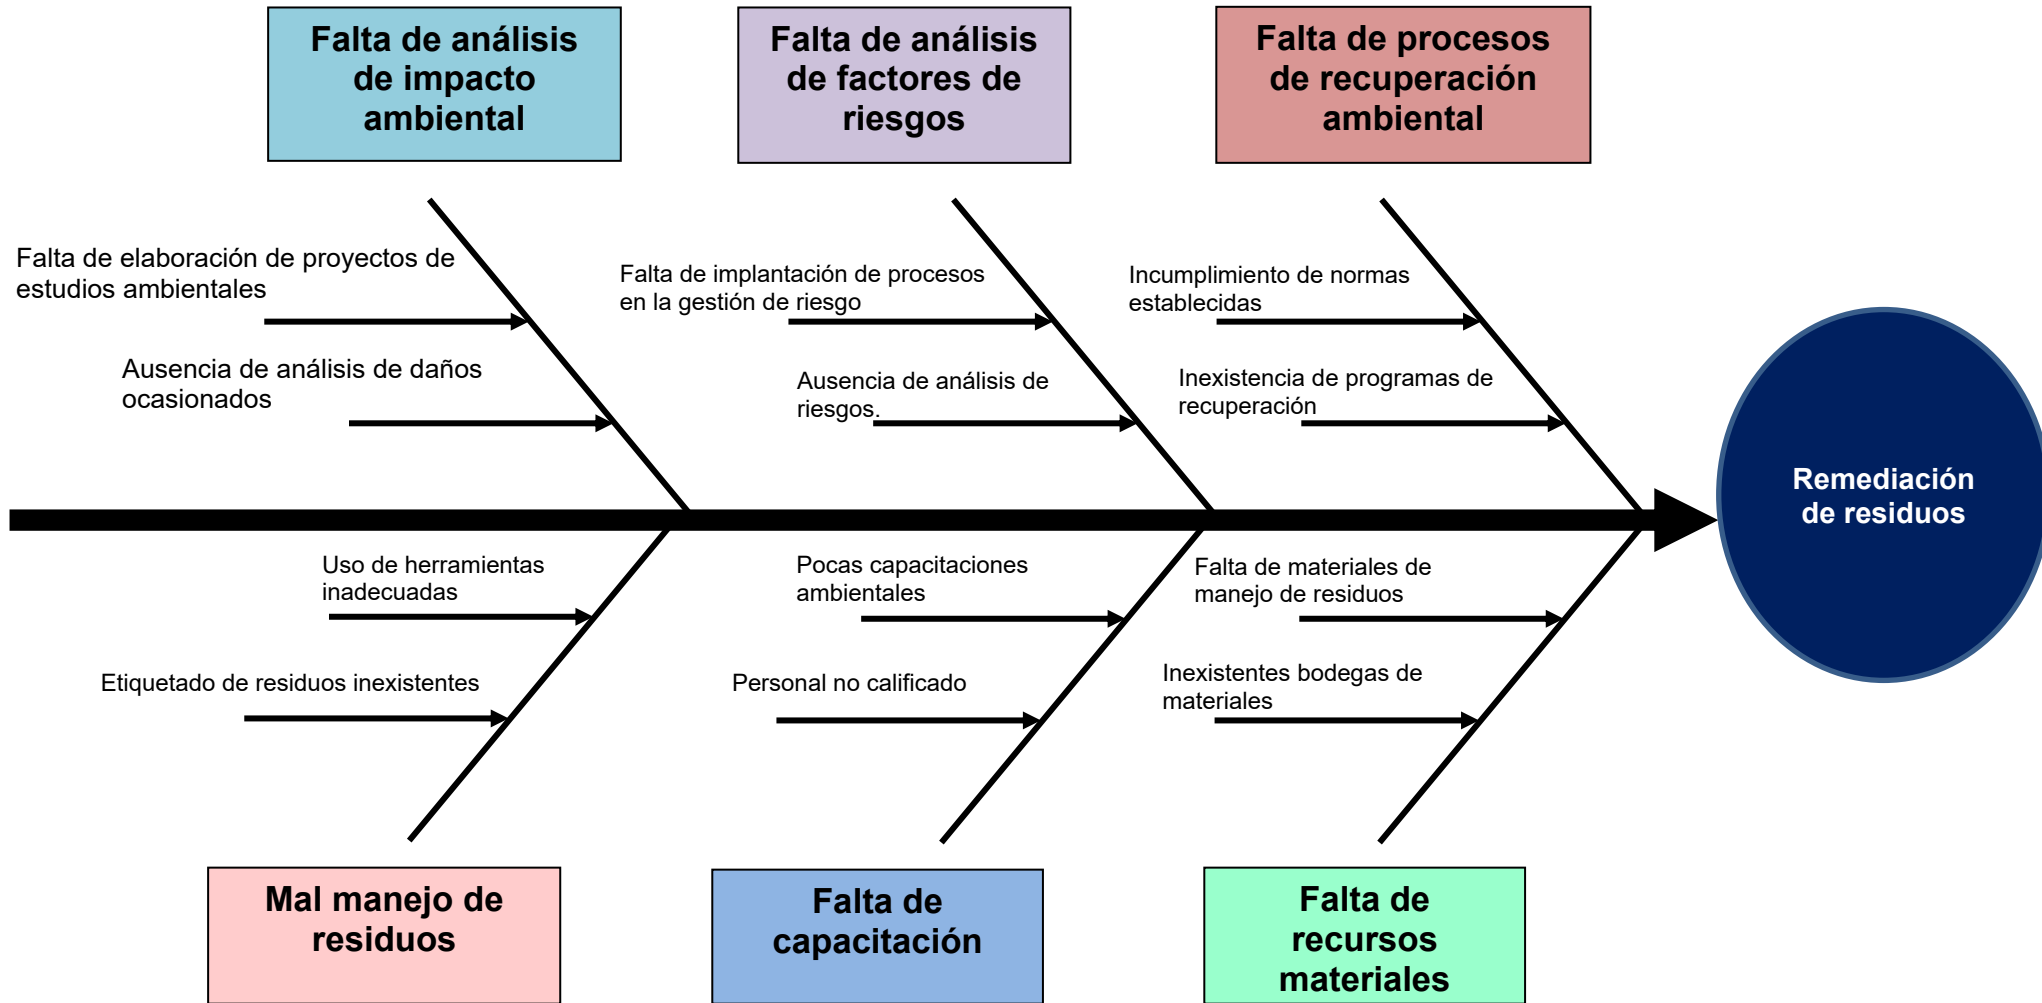 Falta de análisis
de impacto
ambiental
Falta de análisis
de factores de
riesgos
Falta de procesos
de recuperación
ambiental
Falta de elaboración de proyectos de
estudios ambientales
Ausencia de análisis de daños
ocasionados
Falta de implantación de procesos
en la gestión de riesgo
Ausencia de análisis de
riesgos.
Incumplimiento de normas
establecidas
Inexistencia de programas de
recuperación
Remediación
de residuos
Uso de herramientas
inadecuadas
Etiquetado de residuos inexistentes
Pocas capacitaciones
ambientales
Personal no calificado
Falta de materiales de
manejo de residuos
Inexistentes bodegas de
materiales
Mal manejo de
residuos
Falta de
capacitación
Falta de
recursos
materiales